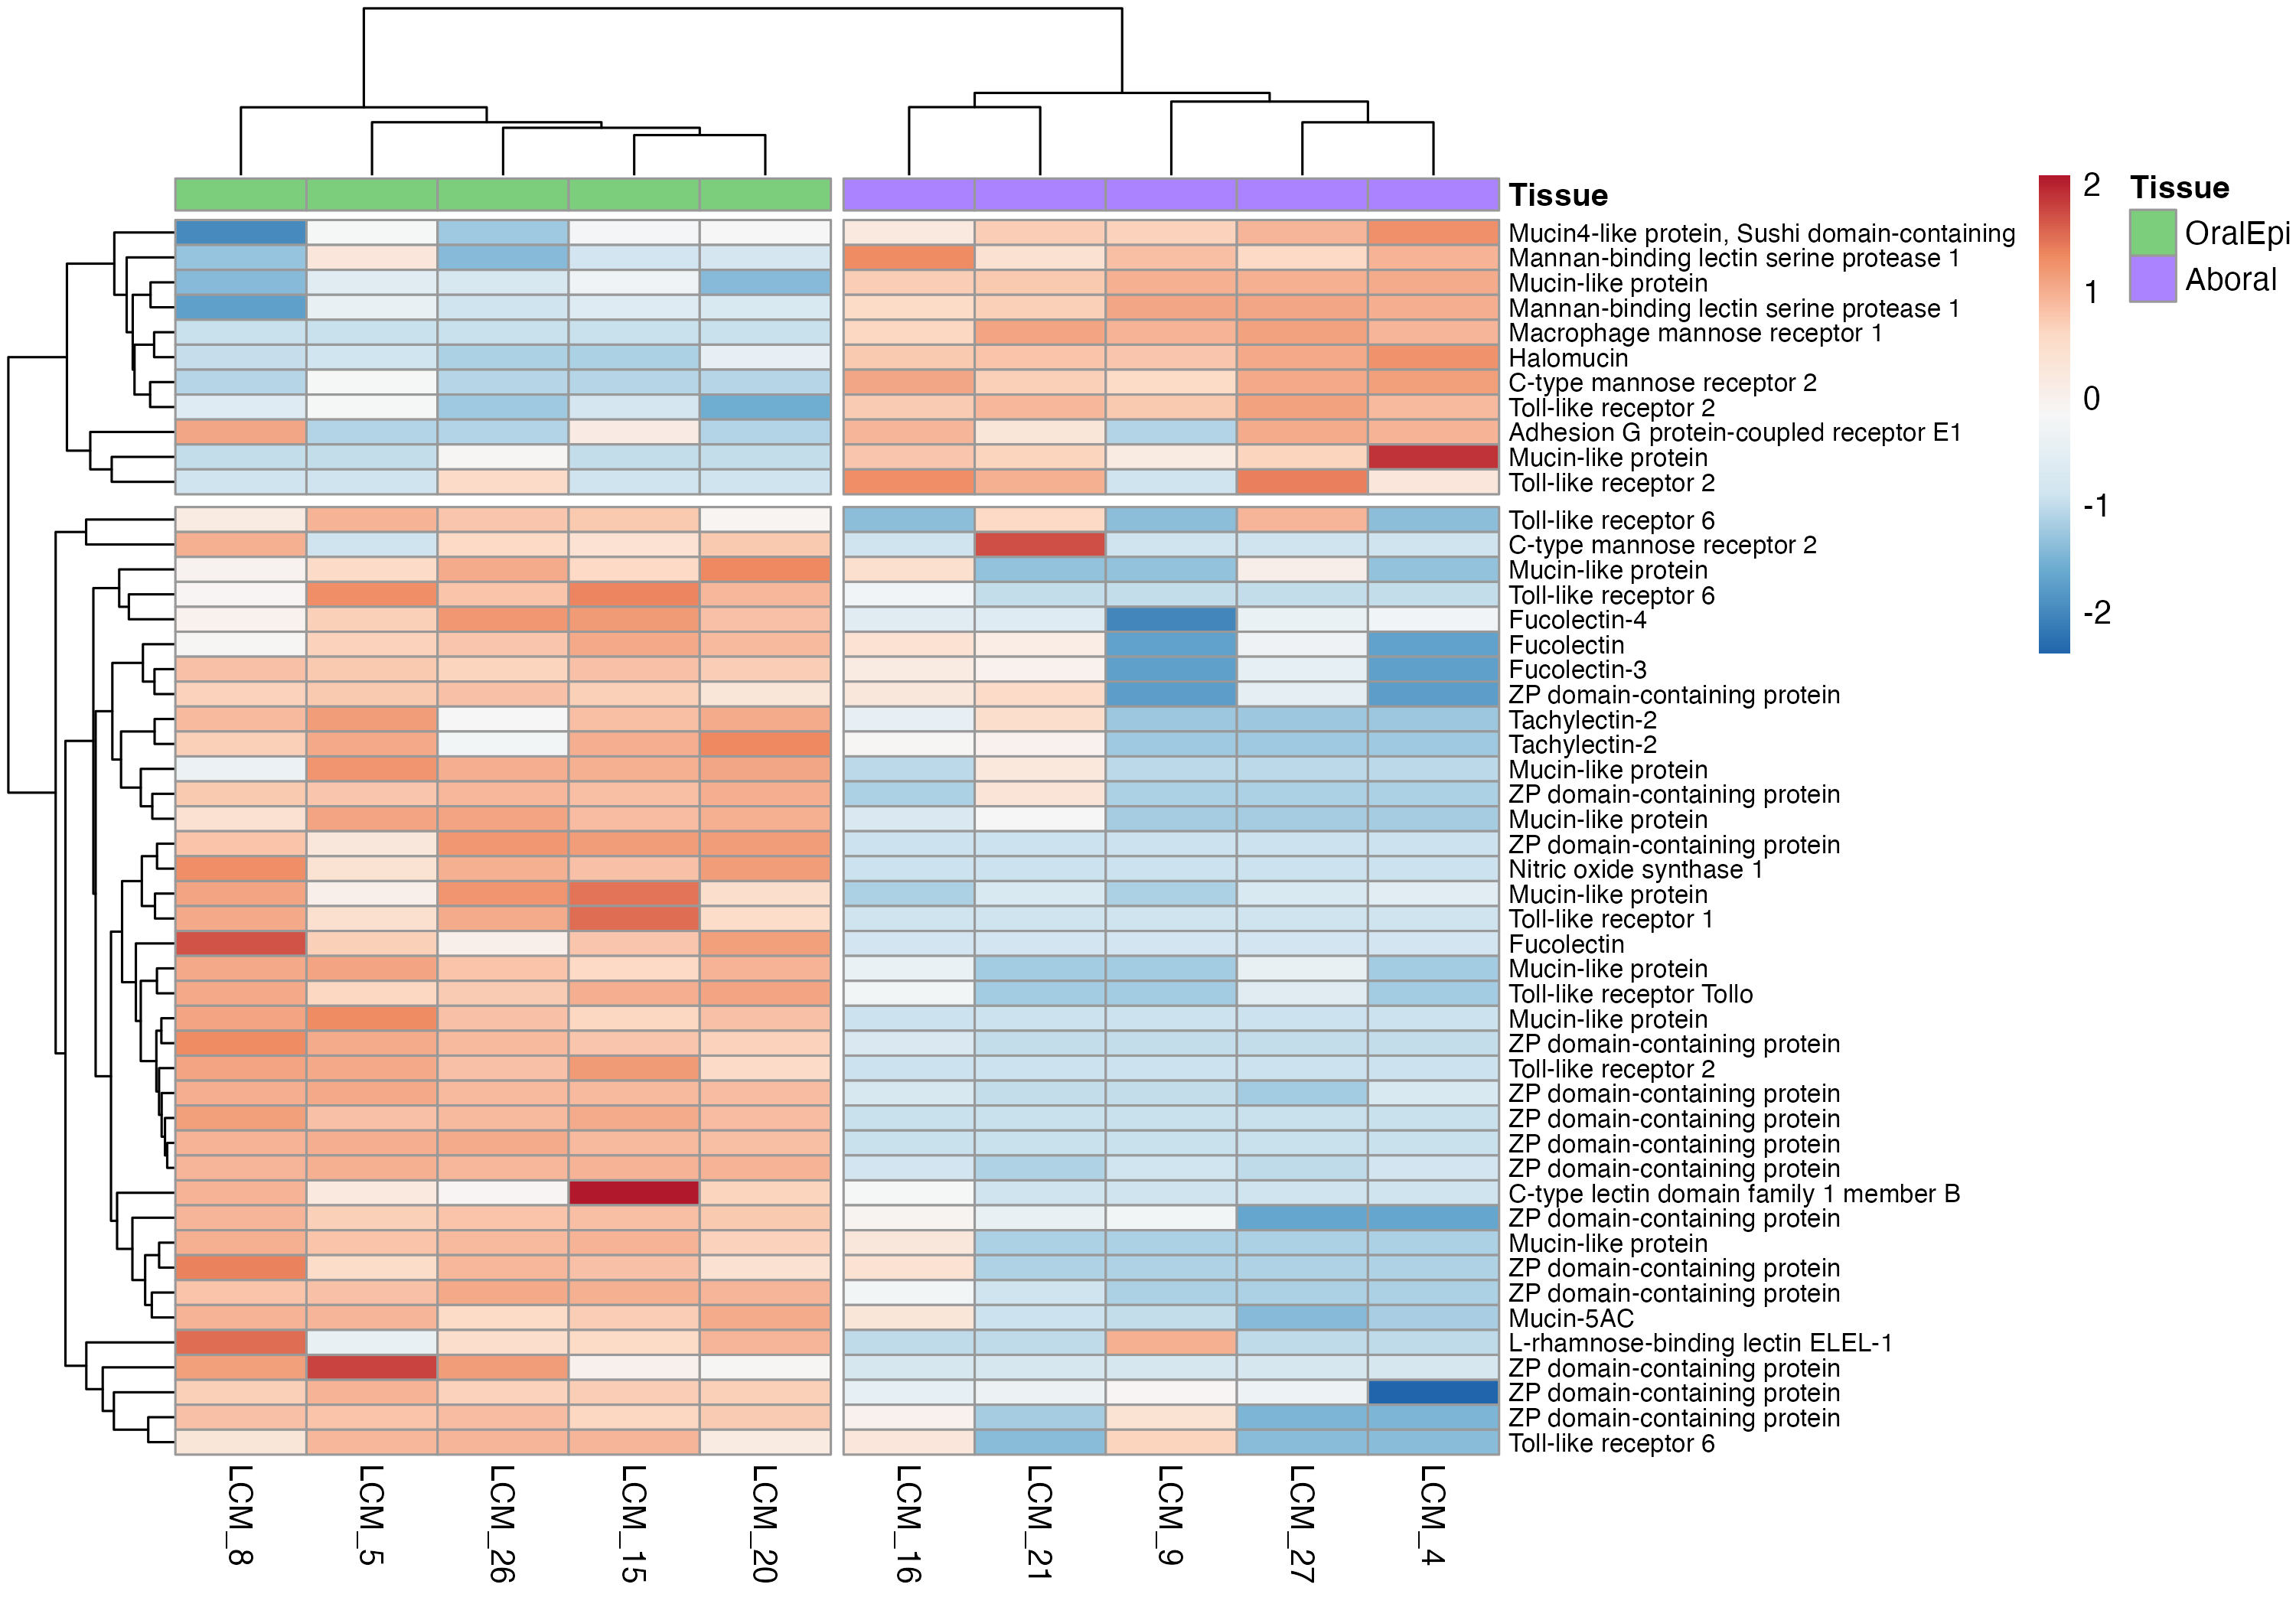 Tissue
Mucin4-like protein, Sushi domain-containing
Mannan-binding lectin serine protease 1
Mucin-like protein
Mannan-binding lectin serine protease 1
Macrophage mannose receptor 1
Halomucin
C-type mannose receptor 2
Toll-like receptor 2
Adhesion G protein-coupled receptor E1
Mucin-like protein
Toll-like receptor 2
Toll-like receptor 6
C-type mannose receptor 2
Mucin-like protein
Toll-like receptor 6
Fucolectin-4
Fucolectin
Fucolectin-3
ZP domain-containing protein
Tachylectin-2
Tachylectin-2
Mucin-like protein
ZP domain-containing protein
Mucin-like protein
ZP domain-containing protein
Nitric oxide synthase 1
Mucin-like protein
Toll-like receptor 1
Fucolectin
Mucin-like protein
Toll-like receptor Tollo
Mucin-like protein
ZP domain-containing protein
Toll-like receptor 2
ZP domain-containing protein
ZP domain-containing protein
ZP domain-containing protein
ZP domain-containing protein
C-type lectin domain family 1 member B
ZP domain-containing protein
Mucin-like protein
ZP domain-containing protein
ZP domain-containing protein
Mucin-5AC
L-rhamnose-binding lectin ELEL-1
ZP domain-containing protein
ZP domain-containing protein
ZP domain-containing protein
Toll-like receptor 6
LCM_8
LCM_5
LCM_26
LCM_15
LCM_20
LCM_16
LCM_21
LCM_9
LCM_27
LCM_4
2
1
0
-1
-2
Tissue
OralEpi
Aboral